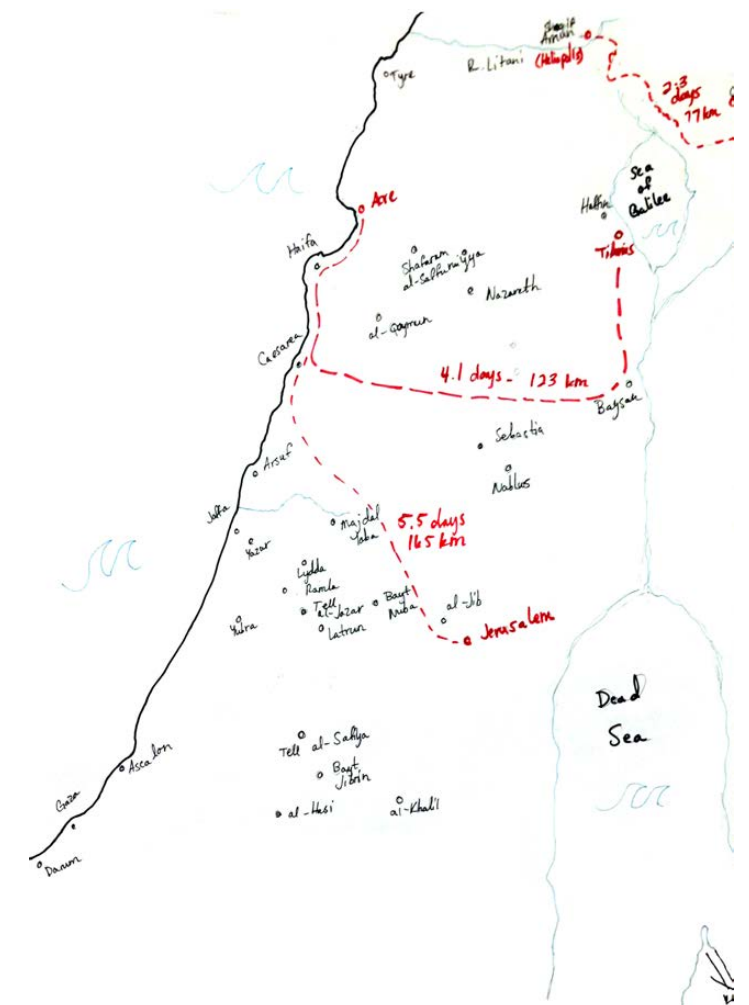 Arnan
(Heliopolis)
R. Litani
Tyre
2.3
days
77 km
Sea
of
Galilee
Hattin
Acre
Tiberius
Haifa
Shafaram
al-Saffuriyya
Nazareth
al-Qaymun
Caesarea
4.1 days - 123 km
Baysan
Sebastia
Nablus
Arsuf
Jaffa
Majdal
Yaba
5.5 days
165 km
Yazur
Lydda
Ramla
Tell
al-Jazar
Bayt
Nuba
al-Jib
Latrun
Yubna
Jerusalem
Dead
Sea
Tell al-Safiya
Bayt
Jibrin
Ascalon
Gaza
al-Hasi
al-Khalil
Darum